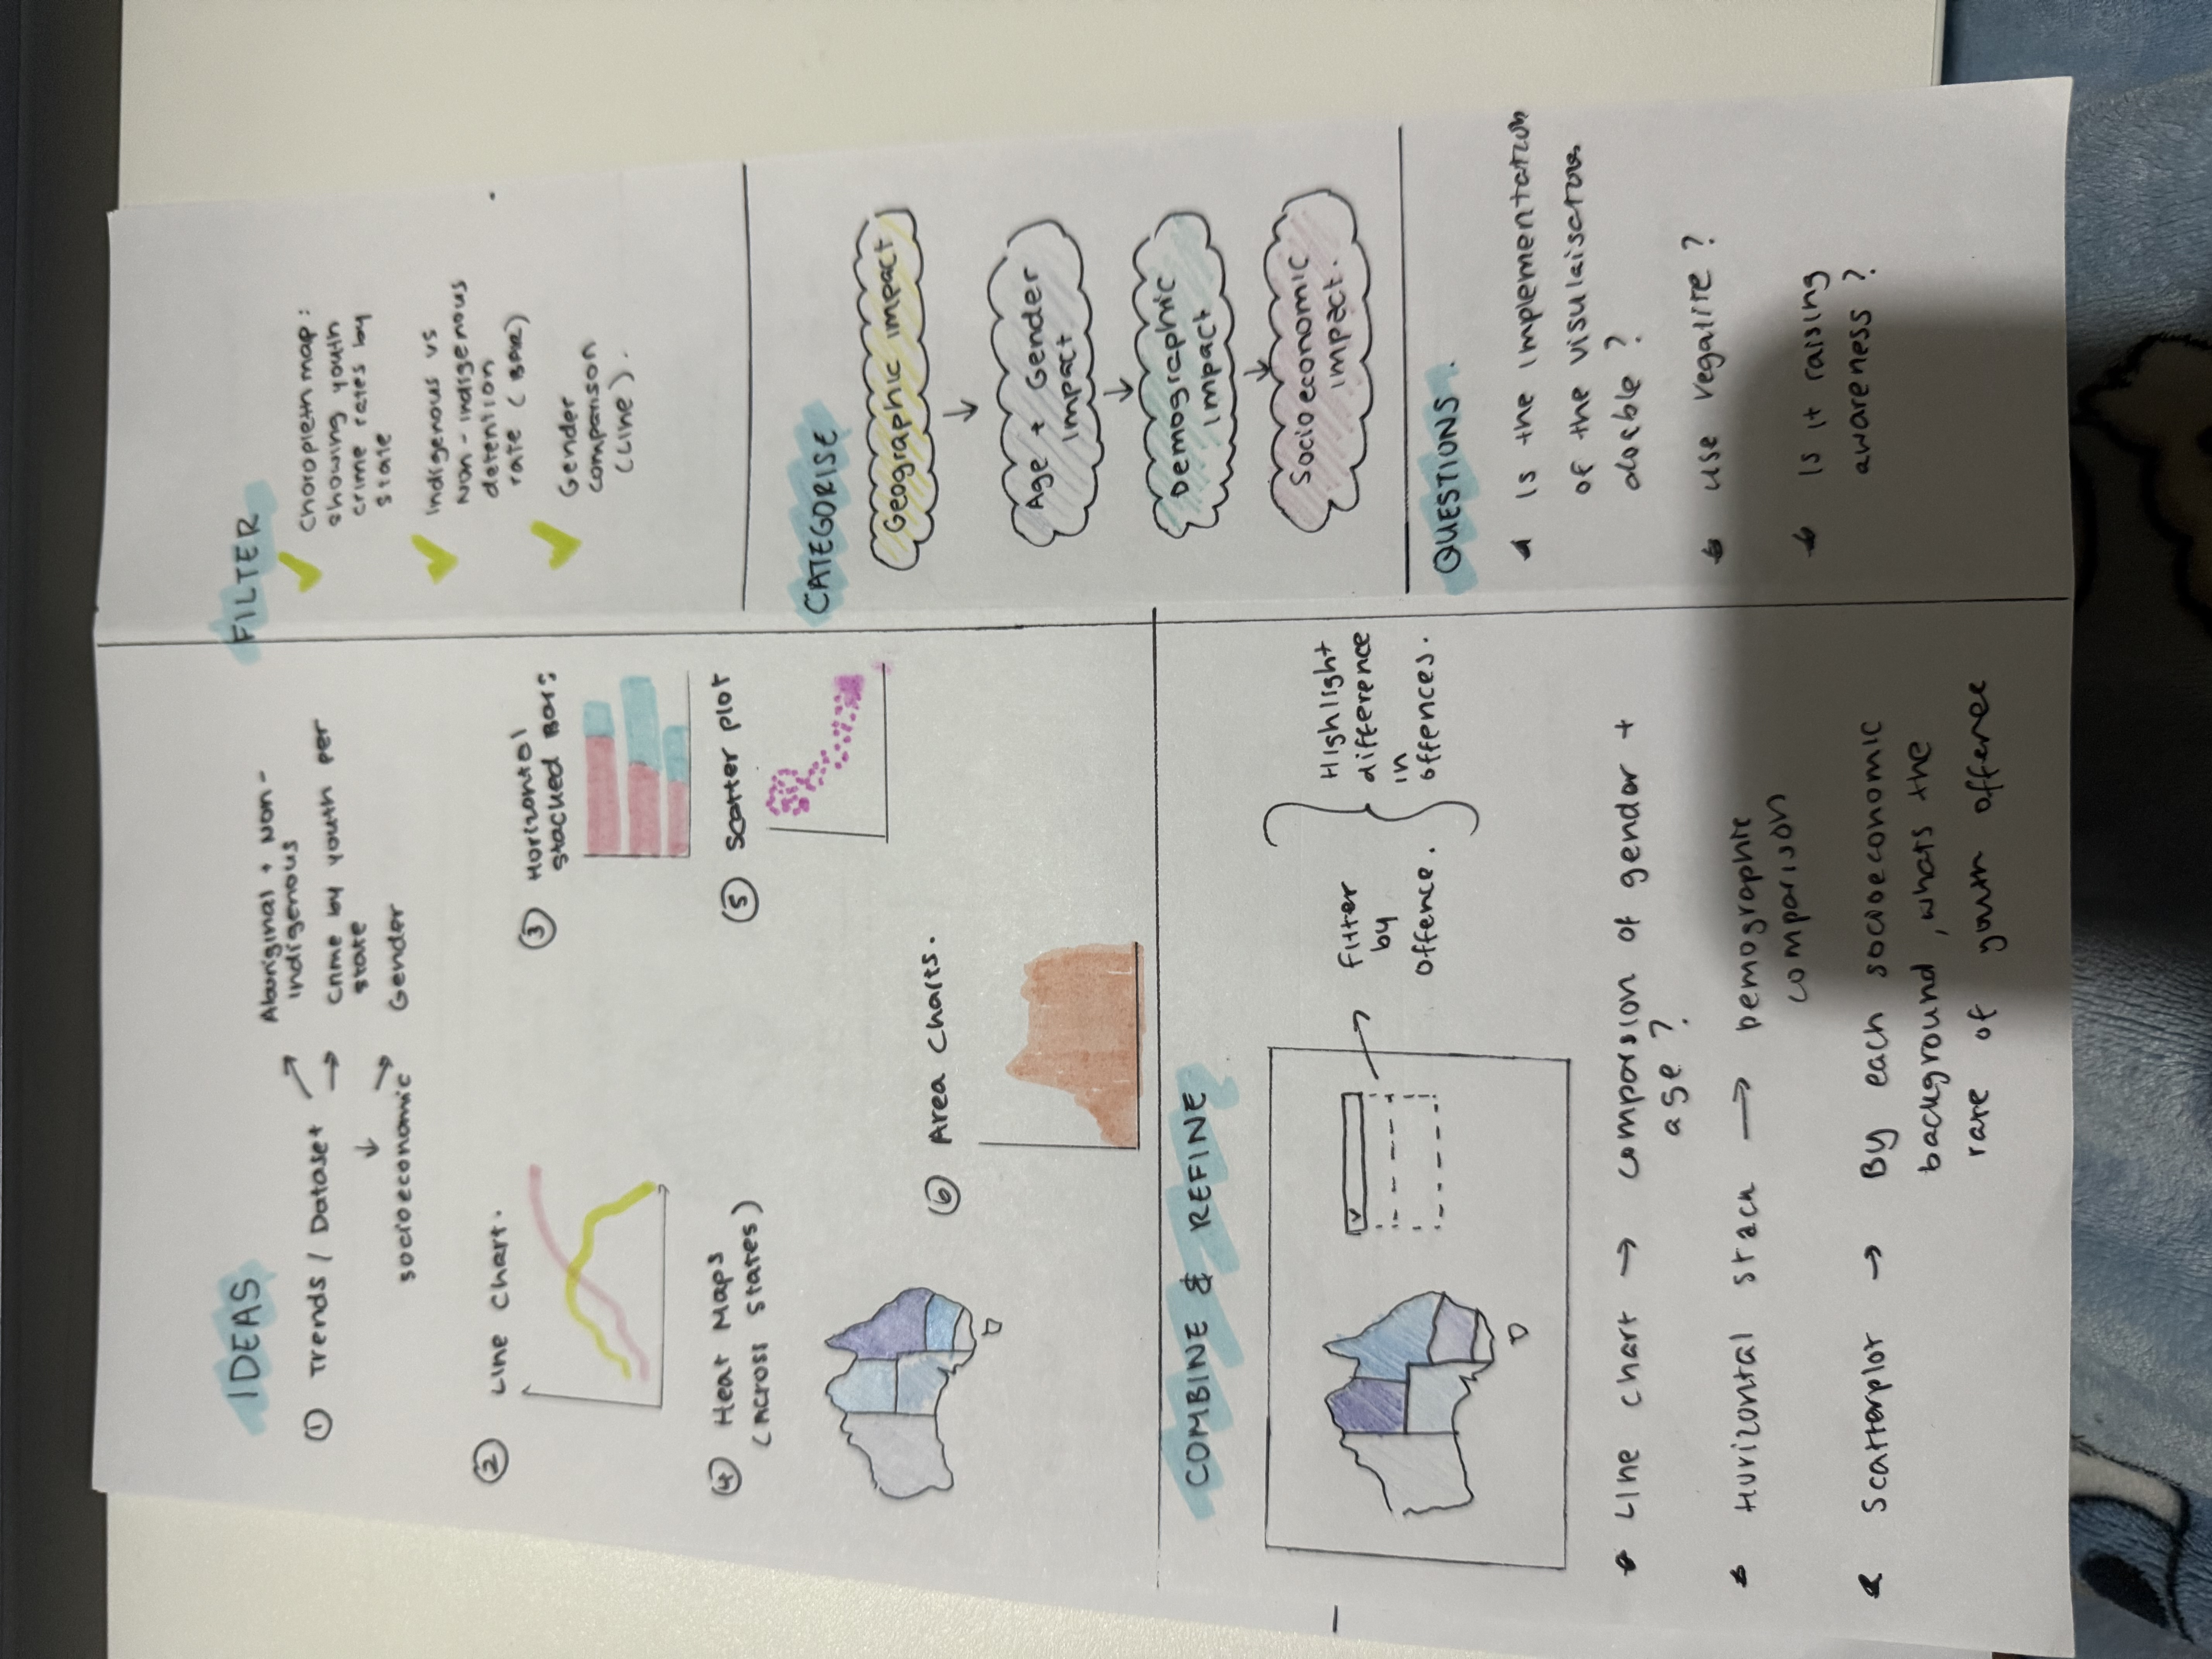 IDEAS
① Trends / Dataset
Aboriginal + Non-
indigenous
Crime by youth per
state
socioeconomic
Gender
② Line Chart.
③ Horizontal
Stacked Bar:
④ Heat Maps
(Across States)
⑤ Scatter plot
⑥ Area Charts.
FILTER
Choropleth map:
showing youth
crime rates by
state
Indigenous vs
Non-indigenous
detention
rate (BAR)
Gender
comparison
(Line).
CATEGORISE
Geographic impact
Age + Gender
impact
Demographic
impact
Socioeconomic
impact.
COMBINE & REFINE
Filter
by
Offence.
Highlight
difference
in
offences.
Line chart → comparsion of gender +
age?
Horizontal stack → Demographic
comparison
Scatterplot → By each socioeconomic
background, whats the
rate of youth offence
QUESTIONS.
Is the implementation
of the
doable?
Use Vegalite?
Is it raising
awareness?